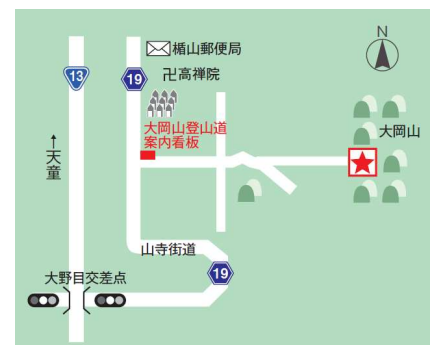 N
楯山郵便局
13
19
卍高禅院
大岡山登山道
案内看板
大岡山
↑天童
山寺街道
19
大野目交差点